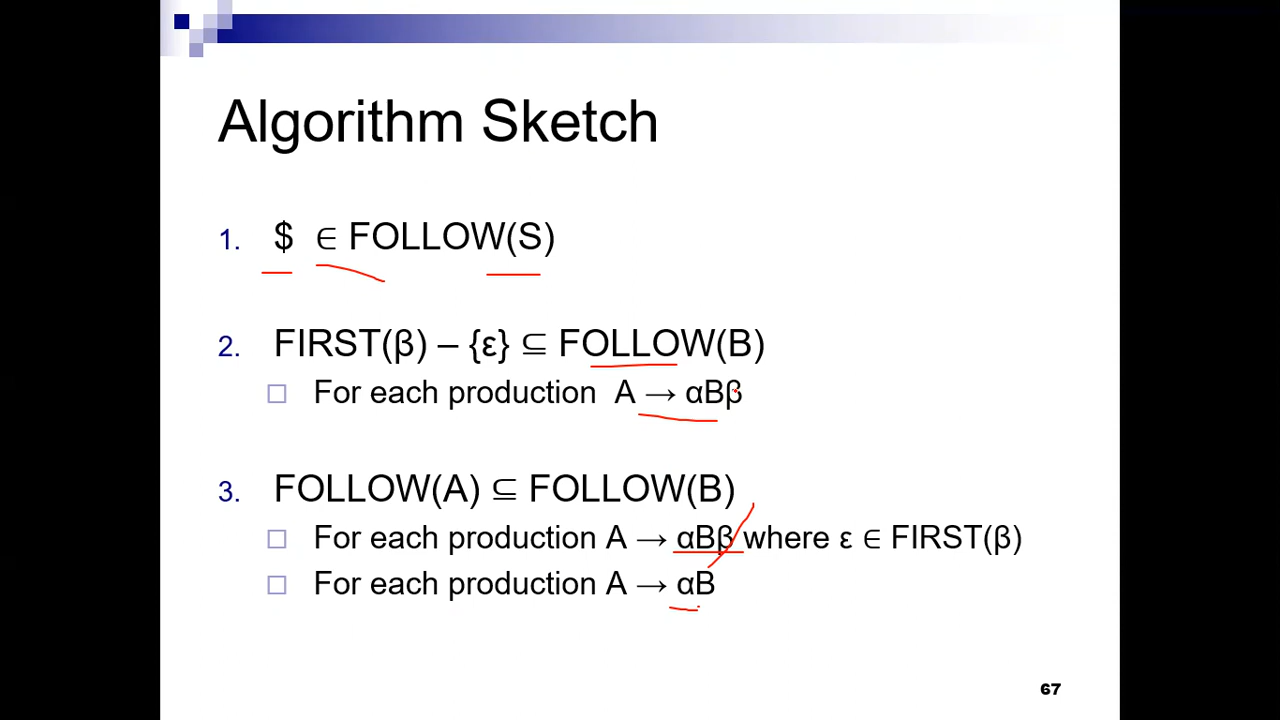 Algorithm Sketch
1. $ ∈ FOLLOW(S)
2. FIRST(β) – {ε} ⊆ FOLLOW(B)
For each production A → αBβ
3. FOLLOW(A) ⊆ FOLLOW(B)
For each production A → αBβ where ε ∈ FIRST(β)
For each production A → αB
67